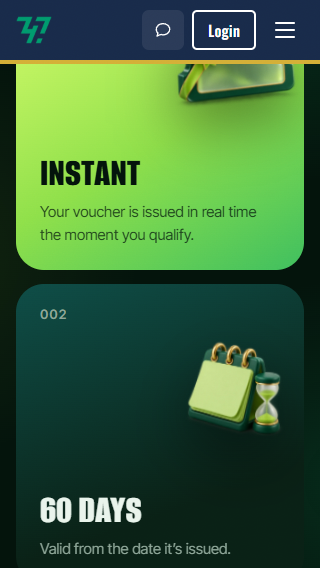 Login
INSTANT
Your voucher is issued in real time
the moment you qualify.
002
60 DAYS
Valid from the date it's issued.